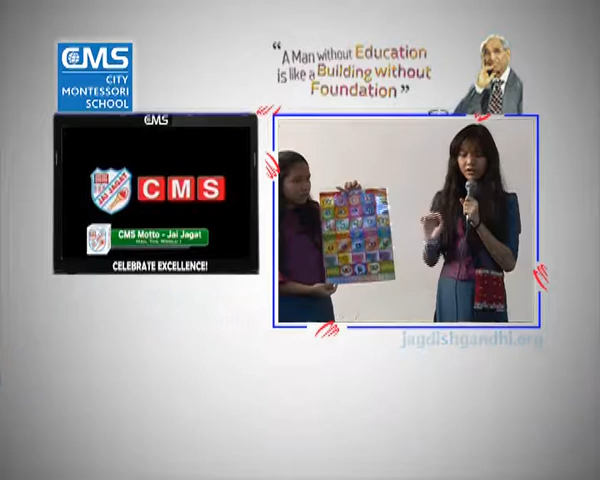 CMS
CITY
MONTESSORI
SCHOOL
“A Man without Education
is like a Building without
Foundation”
CMS
JAI JAGAT
CMS
CMS Motto - Jai Jagat
CELEBRATE EXCELLENCE!
jagdishgandhi.org